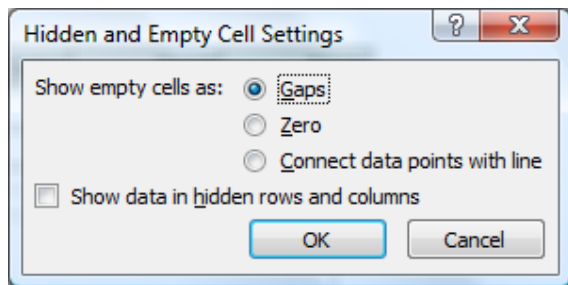 Hidden and Empty Cell Settings
Show empty cells as: Gaps
Zero
Connect data points with line
Show data in hidden rows and columns
OK Cancel